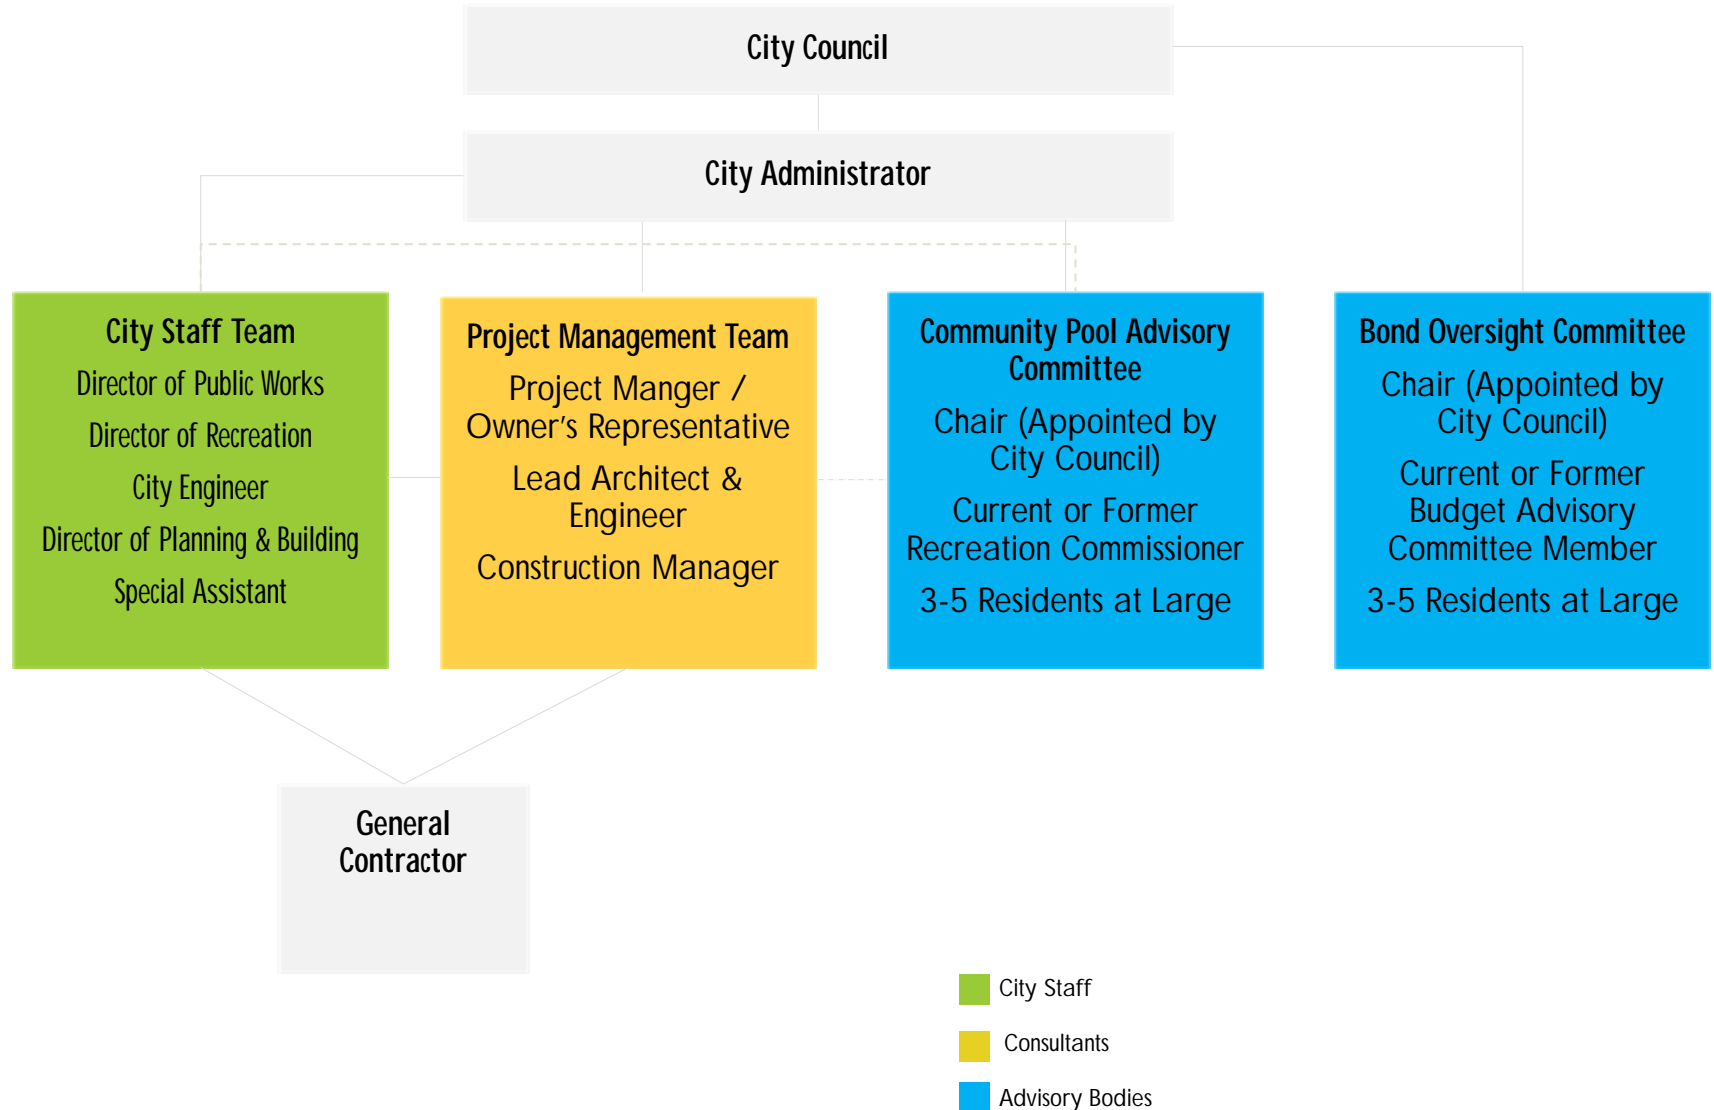 City Council
City Administrator
City Staff Team
Director of Public Works
Director of Recreation
City Engineer
Director of Planning & Building
Special Assistant
Project Management Team
Project Manger /
Owner's Representative
Lead Architect &
Engineer
Construction Manager
Community Pool Advisory
Committee
Chair (Appointed by
City Council)
Current or Former
Recreation Commissioner
3-5 Residents at Large
Bond Oversight Committee
Chair (Appointed by
City Council)
Current or Former
Budget Advisory
Committee Member
3-5 Residents at Large
General
Contractor
City Staff
Consultants
Advisory Bodies